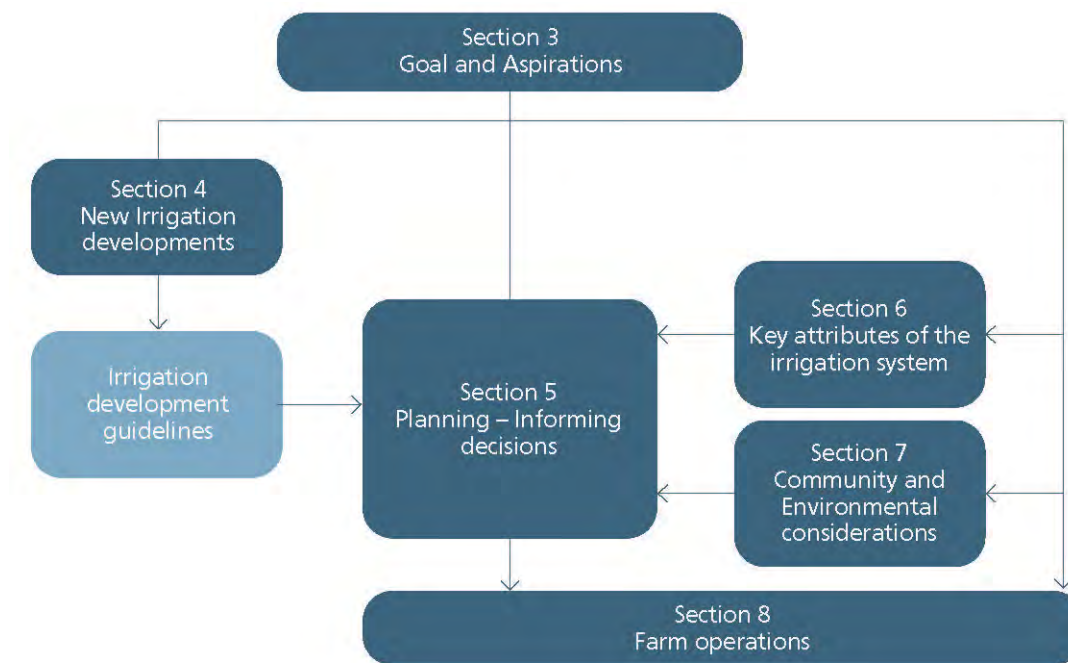 Section 3
Goal and Aspirations
Section 4
New Irrigation
developments
Irrigation
development
guidelines
Section 5
Planning – Informing
decisions
Section 6
Key attributes of the
irrigation system
Section 7
Community and
Environmental
considerations
Section 8
Farm operations